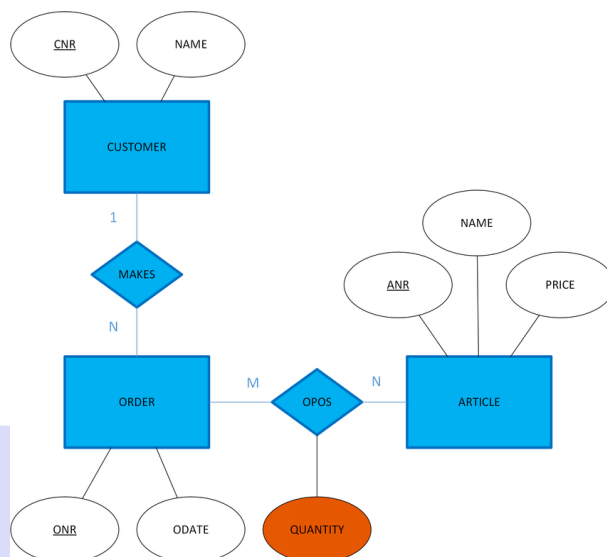 CNR
NAME
CUSTOMER
1
MAKES
N
NAME
ANR
PRICE
ORDER
M
OPOS
N
ARTICLE
ONR
ODATE
QUANTITY